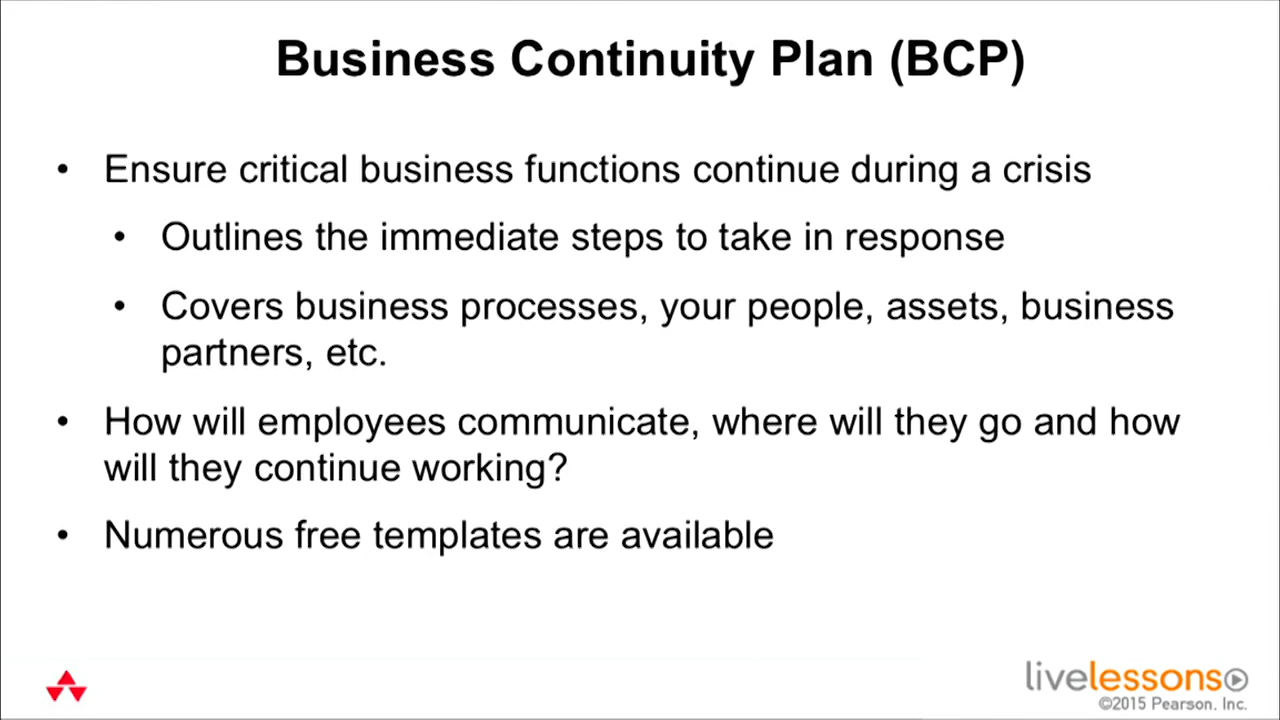 Business Continuity Plan (BCP)
• Ensure critical business functions continue during a crisis
• Outlines the immediate steps to take in response
• Covers business processes, your people, assets, business
partners, etc.
• How will employees communicate, where will they go and how
will they continue working?
• Numerous free templates are available
livelessons
©2015 Pearson, Inc.